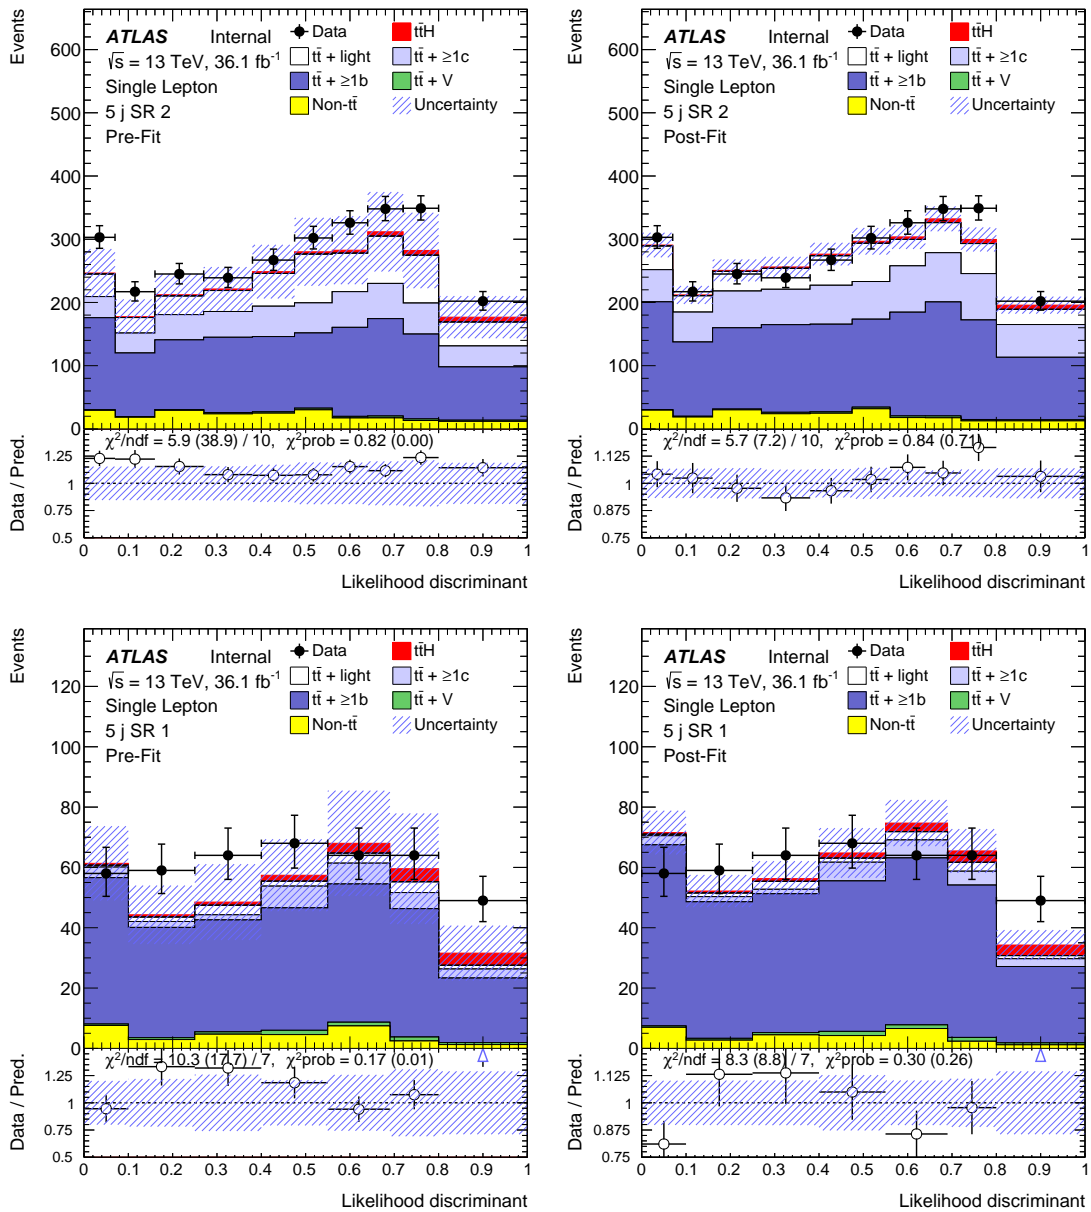 Events
ATLAS Internal
√s = 13 TeV, 36.1 fb⁻¹
Single Lepton
5 j SR 2
Pre-Fit
Data
tt̄H
tt̄ + light
tt̄ + ≥1c
tt̄ + ≥1b
tt̄ + V
Non-tt̄
Uncertainty
600
500
400
300
200
100
0
χ²/ndf = 5.9 (38.9) / 10, χ²prob = 0.82 (0.00)
Data / Pred.
1.5
1.25
1
0.75
0.5
0 0.1 0.2 0.3 0.4 0.5 0.6 0.7 0.8 0.9 1
Likelihood discriminant
Events
ATLAS Internal
√s = 13 TeV, 36.1 fb⁻¹
Single Lepton
5 j SR 2
Post-Fit
Data
tt̄H
tt̄ + light
tt̄ + ≥1c
tt̄ + ≥1b
tt̄ + V
Non-tt̄
Uncertainty
600
500
400
300
200
100
0
χ²/ndf = 5.7 (7.2) / 10, χ²prob = 0.84 (0.71)
Data / Pred.
1.125
1
0.875
0.75
0 0.1 0.2 0.3 0.4 0.5 0.6 0.7 0.8 0.9 1
Likelihood discriminant
Events
ATLAS Internal
√s = 13 TeV, 36.1 fb⁻¹
Single Lepton
5 j SR 1
Pre-Fit
Data
tt̄H
tt̄ + light
tt̄ + ≥1c
tt̄ + ≥1b
tt̄ + V
Non-tt̄
Uncertainty
120
100
80
60
40
20
0
χ²/ndf = 10.3 (17.7) / 7, χ²prob = 0.17 (0.01)
Data / Pred.
1.25
1
0.75
0.5
0 0.1 0.2 0.3 0.4 0.5 0.6 0.7 0.8 0.9 1
Likelihood discriminant
Events
ATLAS Internal
√s = 13 TeV, 36.1 fb⁻¹
Single Lepton
5 j SR 1
Post-Fit
Data
tt̄H
tt̄ + light
tt̄ + ≥1c
tt̄ + ≥1b
tt̄ + V
Non-tt̄
Uncertainty
120
100
80
60
40
20
0
χ²/ndf = 8.3 (8.8) / 7, χ²prob = 0.30 (0.26)
Data / Pred.
1.125
1
0.875
0.75
0 0.1 0.2 0.3 0.4 0.5 0.6 0.7 0.8 0.9 1
Likelihood discriminant